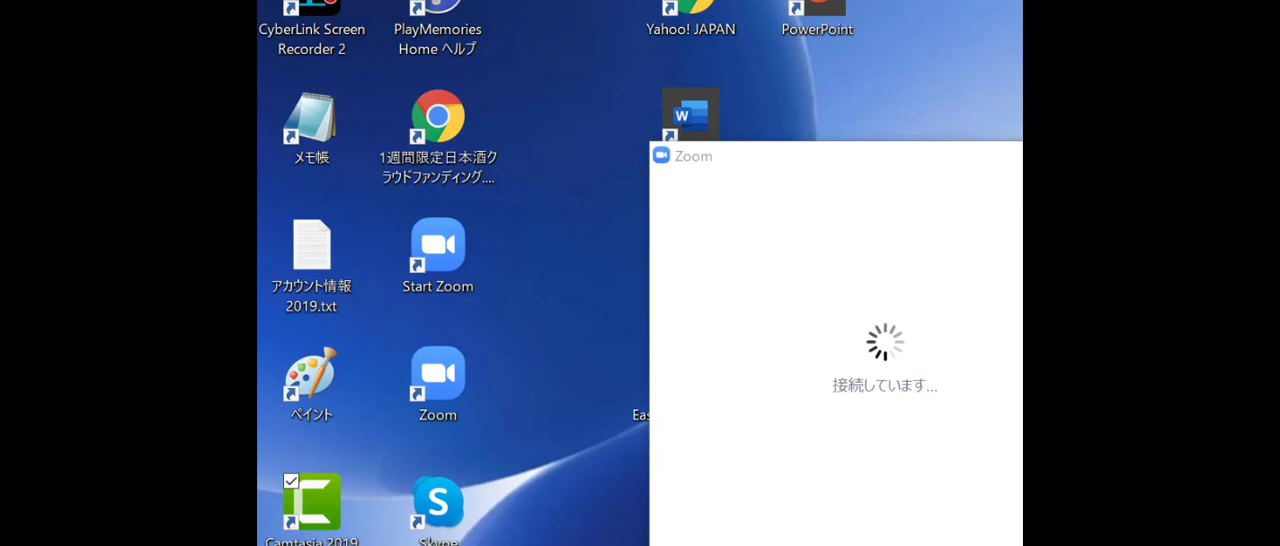 CyberLink Screen
Recorder 2
PlayMemories
Home ヘルプ
Yahoo! JAPAN
PowerPoint
メモ帳
1週間限定日本酒ク
ラウドファンディング....
W
Zoom
アカウント情報
2019.txt
Start Zoom
接続しています...
ペイント
Zoom
Eas
Camtasia 2019
Skype